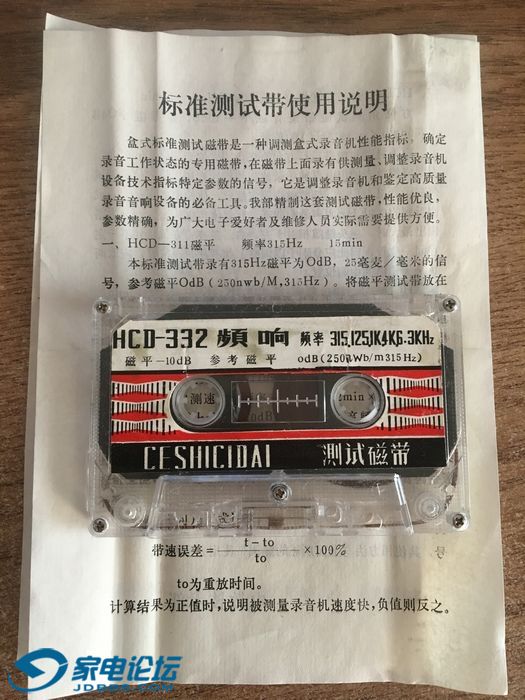 标准测试带使用说明
盒式标准测试磁带是一种调测盒式录音机性能指标，确定
录音工作状态的专用磁带，在磁带上面录有供测量、调整录音机
设备技术指标特定参数的信号，它是调整录音机和鉴定高质量
录音音响设备的必备工具。我部精制这套测试磁带，性能优良，
参数精确，为广大电子爱好者及维修人员实际需要提供方便。
一、HCD—311磁平 频率315Hz 15min
本标准测试带录有315Hz磁平为OdB，25毫麦／毫米的信
号，参考磁平OdB（250nwb/M,315Hz）。将磁平测试带放在
HCD-332 頻响 频率 315,125,1K4K6.3KHz
磁平-10dB 参考磁平 odB(250RWb/m315Hz)
测速
min×
OdB
CESHICIDAI 测试磁带
号
带速误差= t－to / to ×100%
to为重放时间。
计算结果为正值时，说明被测量录音机速度快，负值则反之。
家电论坛
JDBBS.COM